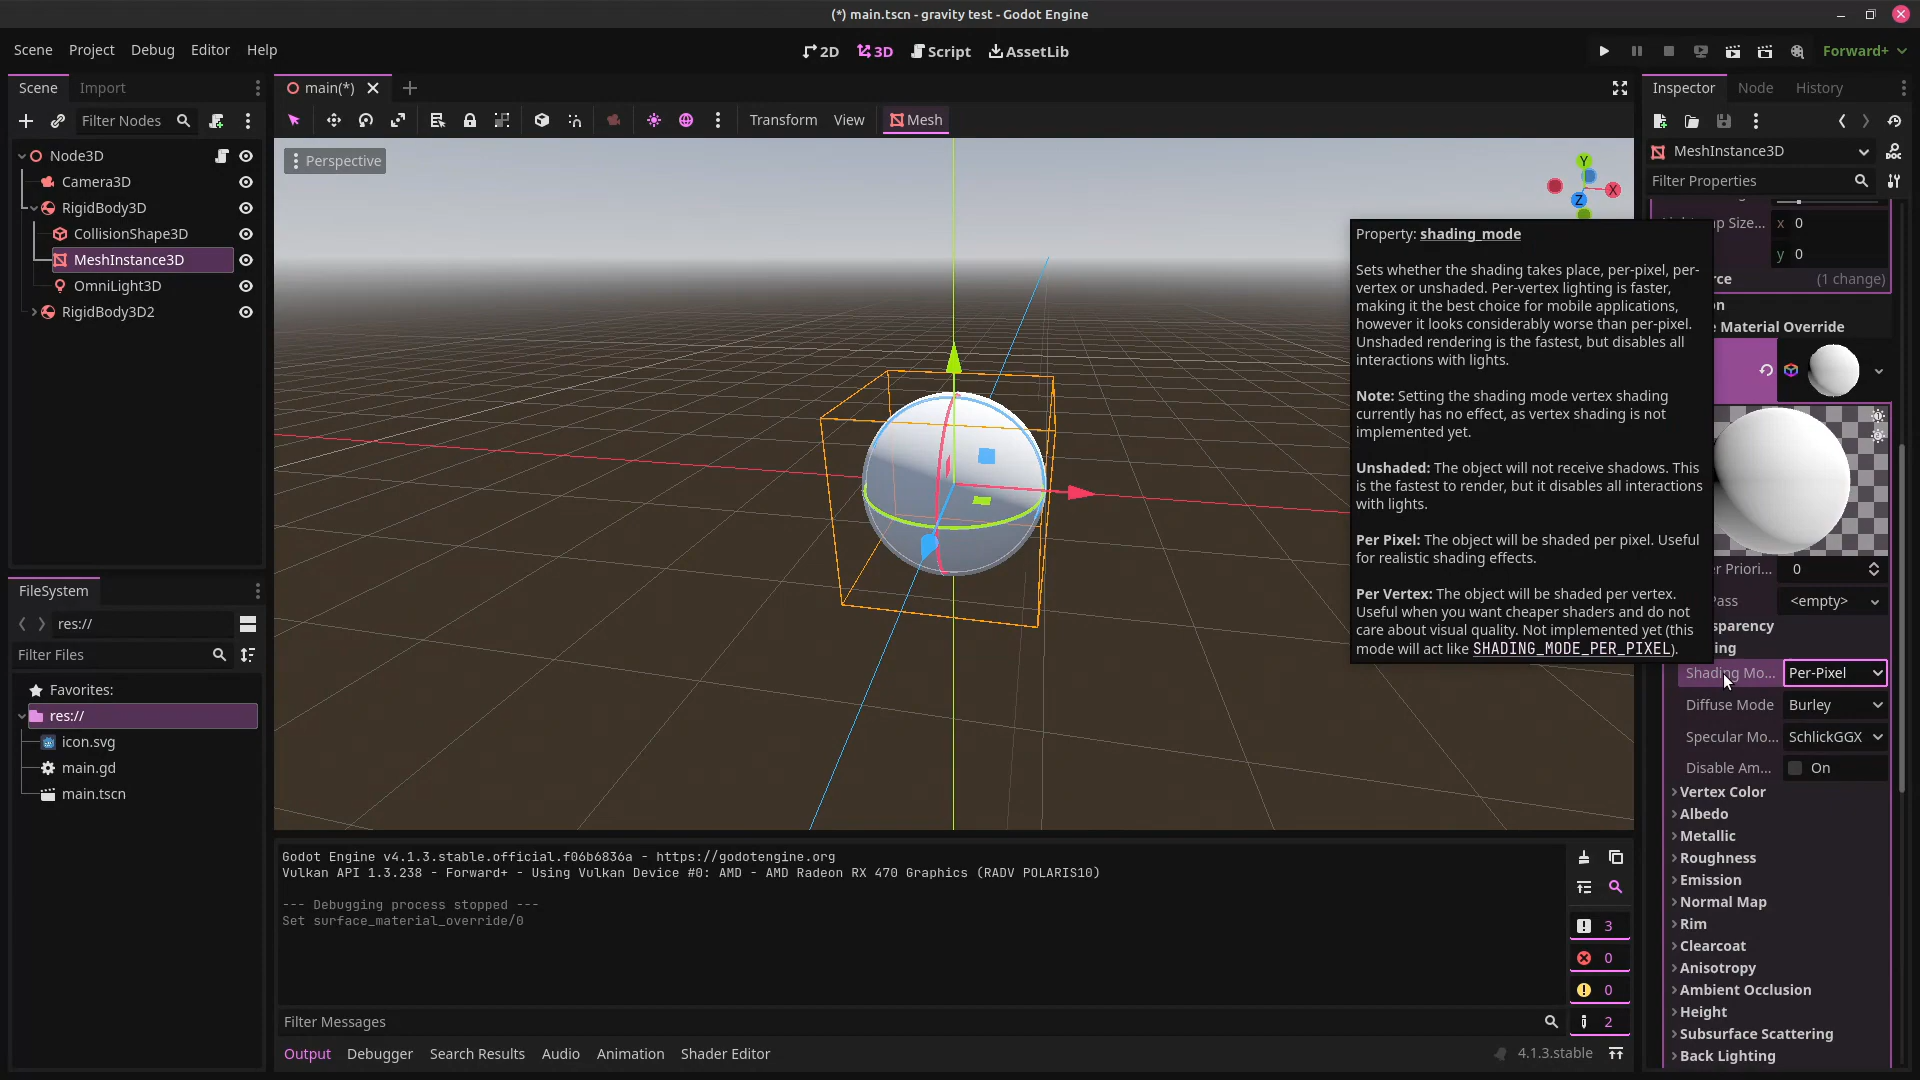 (*) main.tscn - gravity test - Godot Engine
Scene Project Debug Editor Help
2D 3D Script AssetLib
Forward+
Scene Import
main(*)
Inspector Node History
Filter Nodes
Transform View Mesh
Node3D
Camera3D
RigidBody3D
CollisionShape3D
MeshInstance3D
OmniLight3D
RigidBody3D2
Perspective
Y
X
Z
MeshInstance3D
Filter Properties
x 0
y 0
(1 change)
Material Override
Property: shading_mode
Sets whether the shading takes place, per-pixel, per-
vertex or unshaded. Per-vertex lighting is faster,
making it the best choice for mobile applications,
however it looks considerably worse than per-pixel.
Unshaded rendering is the fastest, but disables all
interactions with lights.
Note: Setting the shading mode vertex shading
currently has no effect, as vertex shading is not
implemented yet.
Unshaded: The object will not receive shadows. This
is the fastest to render, but it disables all interactions
with lights.
Per Pixel: The object will be shaded per pixel. Useful
for realistic shading effects.
Per Vertex: The object will be shaded per vertex.
Useful when you want cheaper shaders and do not
care about visual quality. Not implemented yet (this
mode will act like SHADING_MODE_PER_PIXEL).
r Priori... 0
Pass <empty>
sparency
ing
Shading Mo... Per-Pixel
Diffuse Mode Burley
Specular Mo... SchlickGGX
Disable Am... On
Vertex Color
Albedo
Metallic
Roughness
Emission
Normal Map
Rim
Clearcoat
Anisotropy
Ambient Occlusion
Height
Subsurface Scattering
Back Lighting
FileSystem
res://
Filter Files
Favorites:
res://
icon.svg
main.gd
main.tscn
Godot Engine v4.1.3.stable.official.f06b6836a - https://godotengine.org
Vulkan API 1.3.238 - Forward+ - Using Vulkan Device #0: AMD - AMD Radeon RX 470 Graphics (RADV POLARIS10)
--- Debugging process stopped ---
Set surface_material_override/0
3
0
0
2
Filter Messages
Output Debugger Search Results Audio Animation Shader Editor
4.1.3.stable